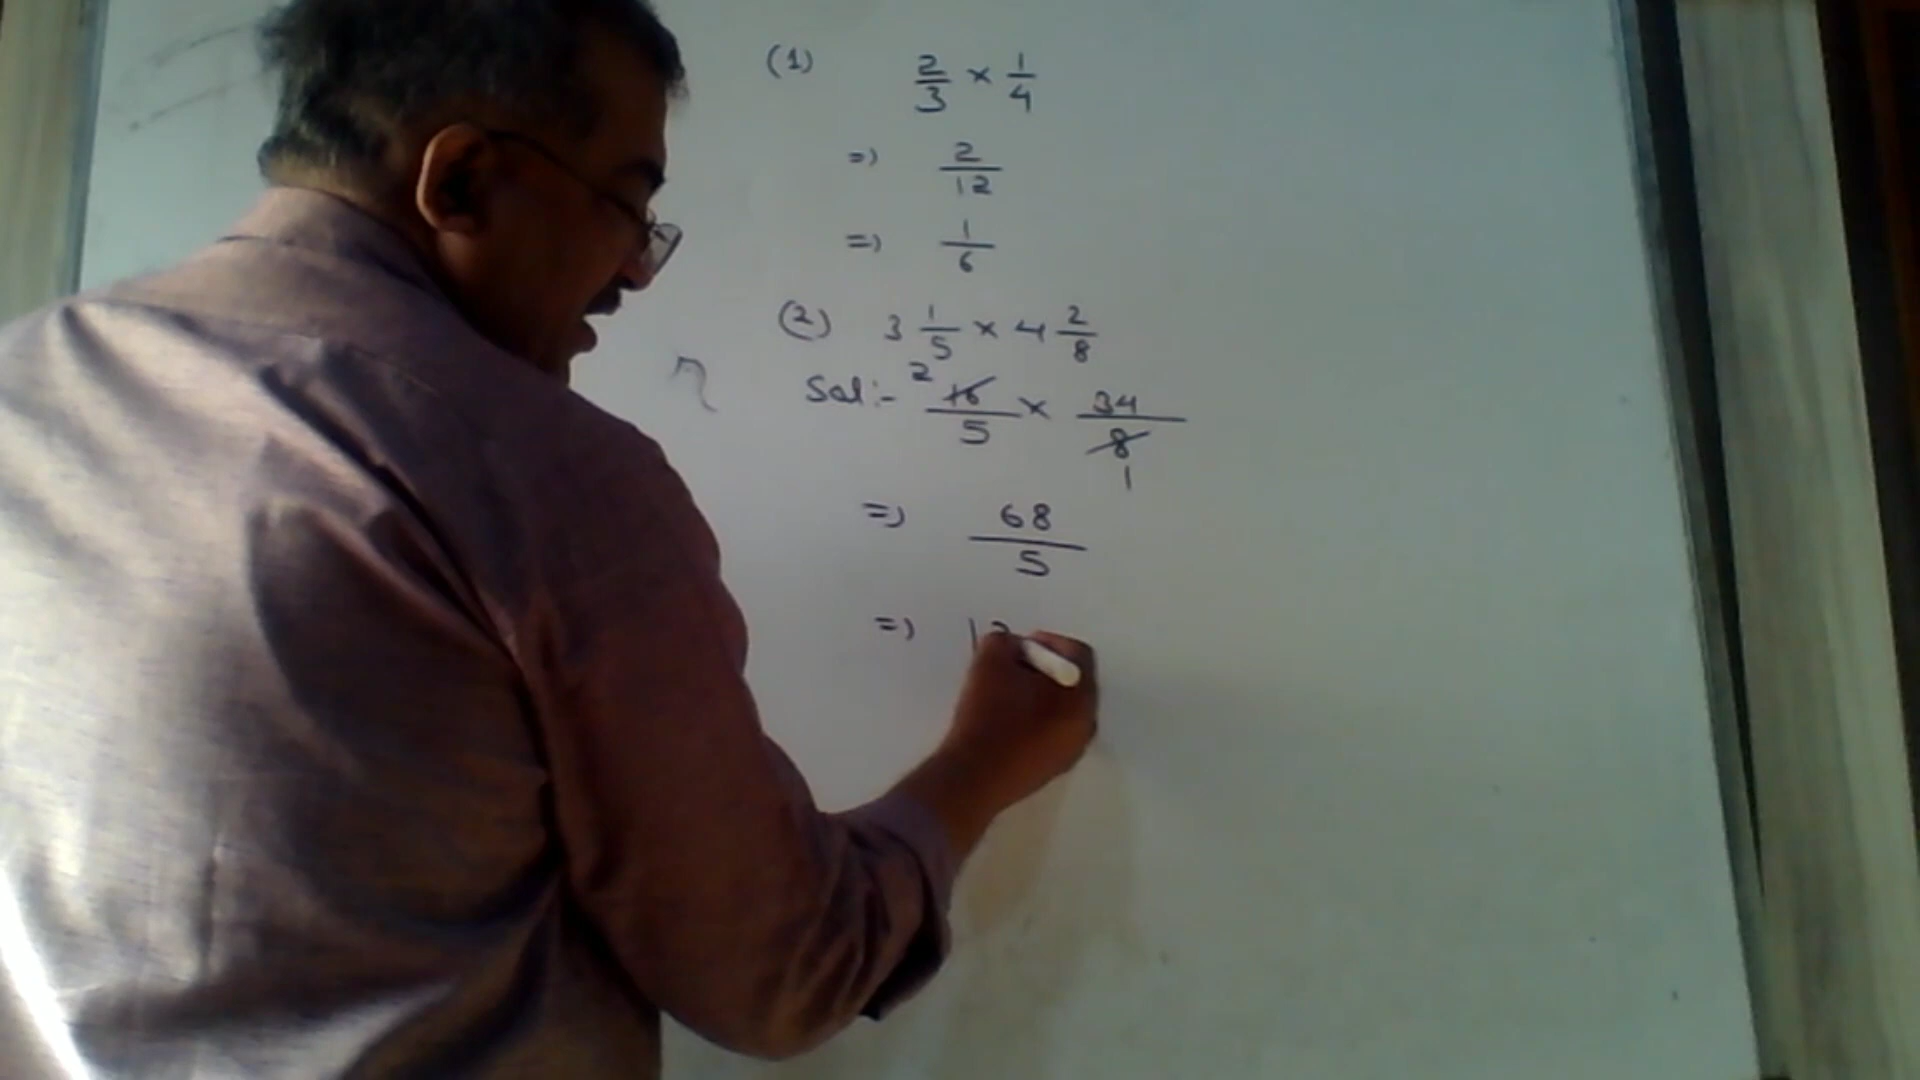 (1) 2/3 × 1/4
=) 2/12
=) 1/6
(2) 3 1/5 × 4 2/8
Sol:- 2 16/5 × 34/8 1
=) 68/5
=) 13